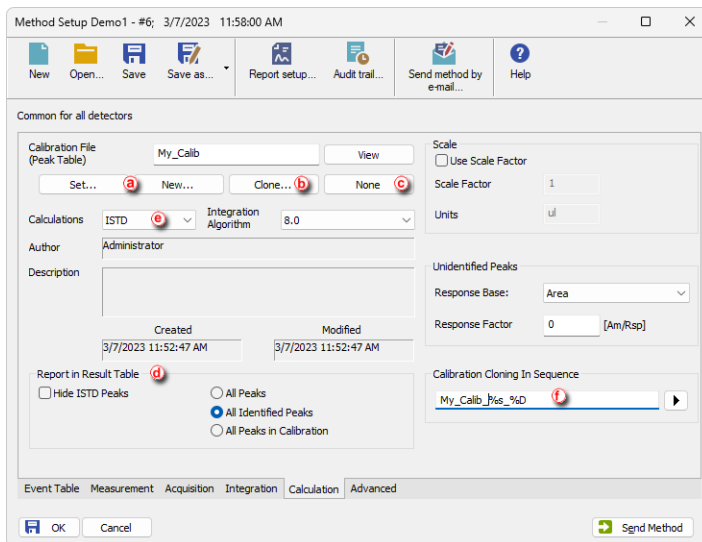 Method Setup Demo1 - #6; 3/7/2023 11:58:00 AM
New Open... Save Save as... Report setup... Audit trail... Send method by e-mail... Help
Common for all detectors
Calibration File
(Peak Table)
My_Calib
View
Set... a New... Clone... b None c
Calculations ISTD e Integration Algorithm 8.0
Author Administrator
Description
Created Modified
3/7/2023 11:52:47 AM 3/7/2023 11:52:47 AM
Report in Result Table d
Hide ISTD Peaks All Peaks
All Identified Peaks
All Peaks in Calibration
Scale
Use Scale Factor
Scale Factor 1
Units ul
Unidentified Peaks
Response Base: Area
Response Factor 0 [Am/Rsp]
Calibration Cloning In Sequence
My_Calib_%s_%D f
Event Table Measurement Acquisition Integration Calculation Advanced
OK Cancel Send Method